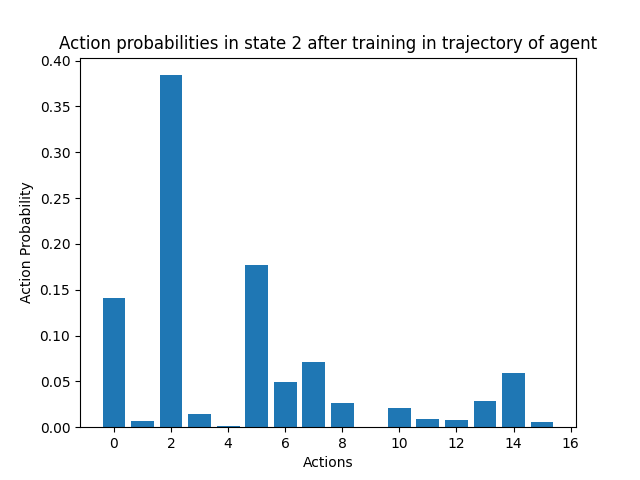 Action probabilities in state 2 after training in trajectory of agent
0.40
0.35
0.30
0.25
0.20
0.15
0.10
0.05
0.00
Action Probability
0 2 4 6 8 10 12 14 16
Actions